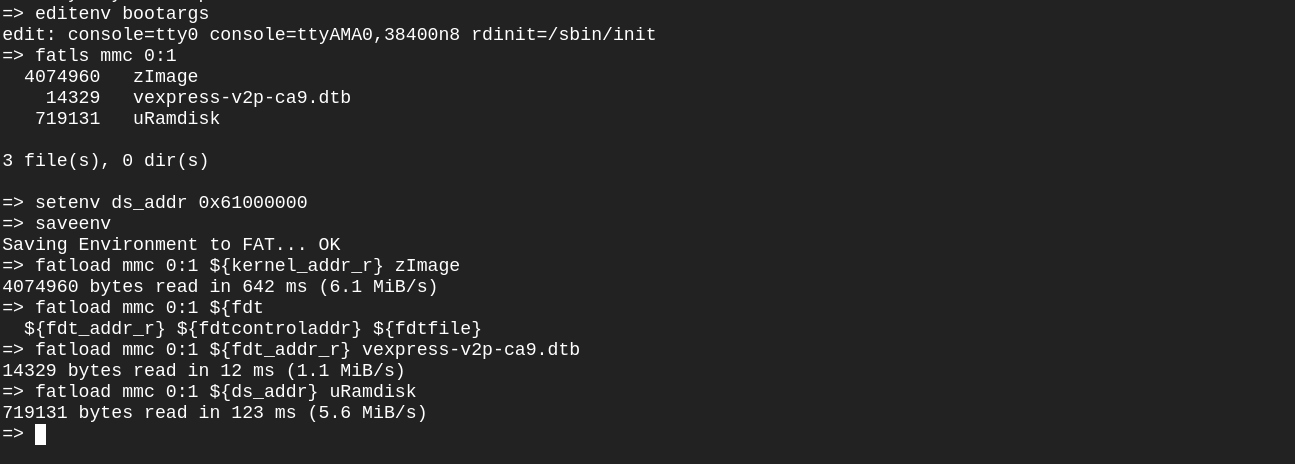 => editenv bootargs
edit: console=tty0 console=ttyAMA0,38400n8 rdinit=/sbin/init
=> fatls mmc 0:1
  4074960   zImage
    14329   vexpress-v2p-ca9.dtb
   719131   uRamdisk

3 file(s), 0 dir(s)

=> setenv ds_addr 0x61000000
=> saveenv
Saving Environment to FAT... OK
=> fatload mmc 0:1 ${kernel_addr_r} zImage
4074960 bytes read in 642 ms (6.1 MiB/s)
=> fatload mmc 0:1 ${fdt
  ${fdt_addr_r} ${fdtcontroladdr} ${fdtfile}
=> fatload mmc 0:1 ${fdt_addr_r} vexpress-v2p-ca9.dtb
14329 bytes read in 12 ms (1.1 MiB/s)
=> fatload mmc 0:1 ${ds_addr} uRamdisk
719131 bytes read in 123 ms (5.6 MiB/s)
=>